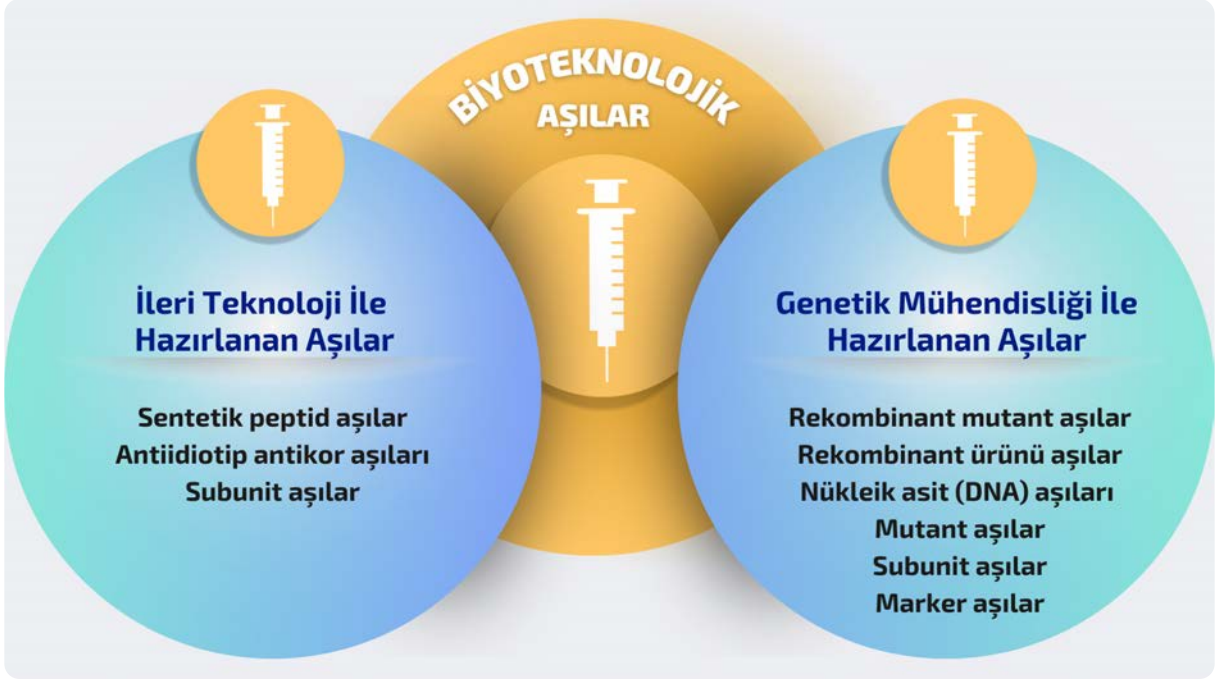 BİYOTEKNOLOJİK
AŞILAR
İleri Teknoloji İle
Hazırlanan Aşılar
Sentetik peptid aşılar
Antiidiotip antikor aşıları
Subunit aşılar
Genetik Mühendisliği İle
Hazırlanan Aşılar
Rekombinant mutant aşılar
Rekombinant ürünü aşılar
Nükleik asit (DNA) aşıları
Mutant aşılar
Subunit aşılar
Marker aşılar